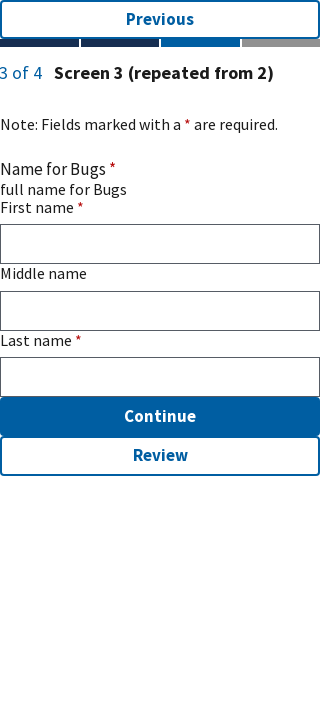 Previous
3 of 4 Screen 3 (repeated from 2)
Note: Fields marked with a * are required.
Name for Bugs *
full name for Bugs
First name *
Middle name
Last name *
Continue
Review